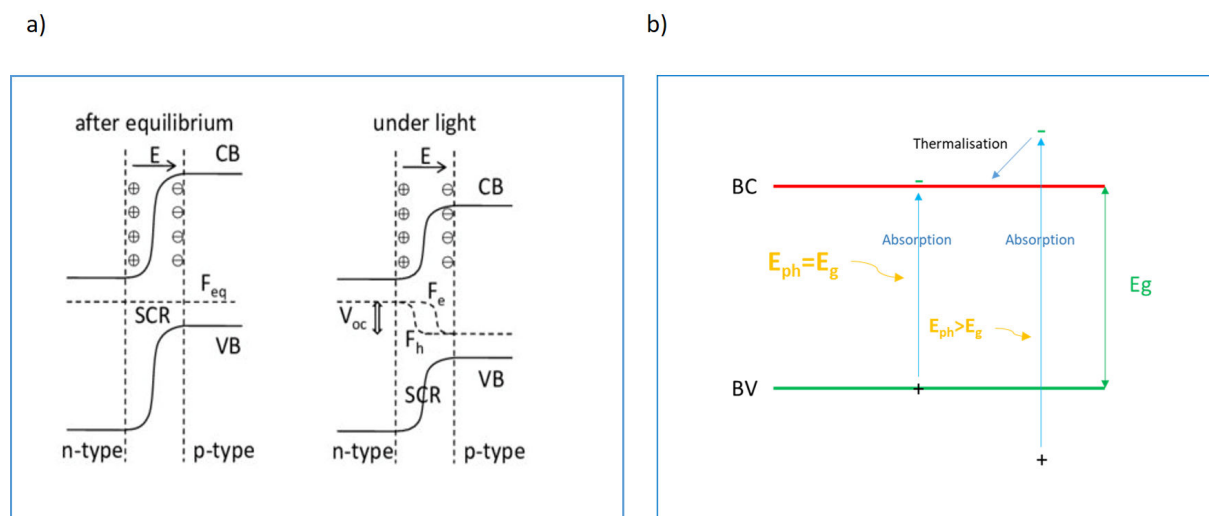 a)
after equilibrium
E
CB
⊕ ⊖
⊕ ⊖
⊕ ⊖
⊕ ⊖
F_eq
SCR
VB
n-type
p-type
under light
E
CB
⊕ ⊖
⊕ ⊖
⊕ ⊖
⊕ ⊖
F_e
V_oc
F_h
VB
SCR
n-type
p-type
b)
-
Thermalisation
BC
-
Absorption
Absorption
E_ph=E_g
Eg
E_ph>E_g
BV
+
+